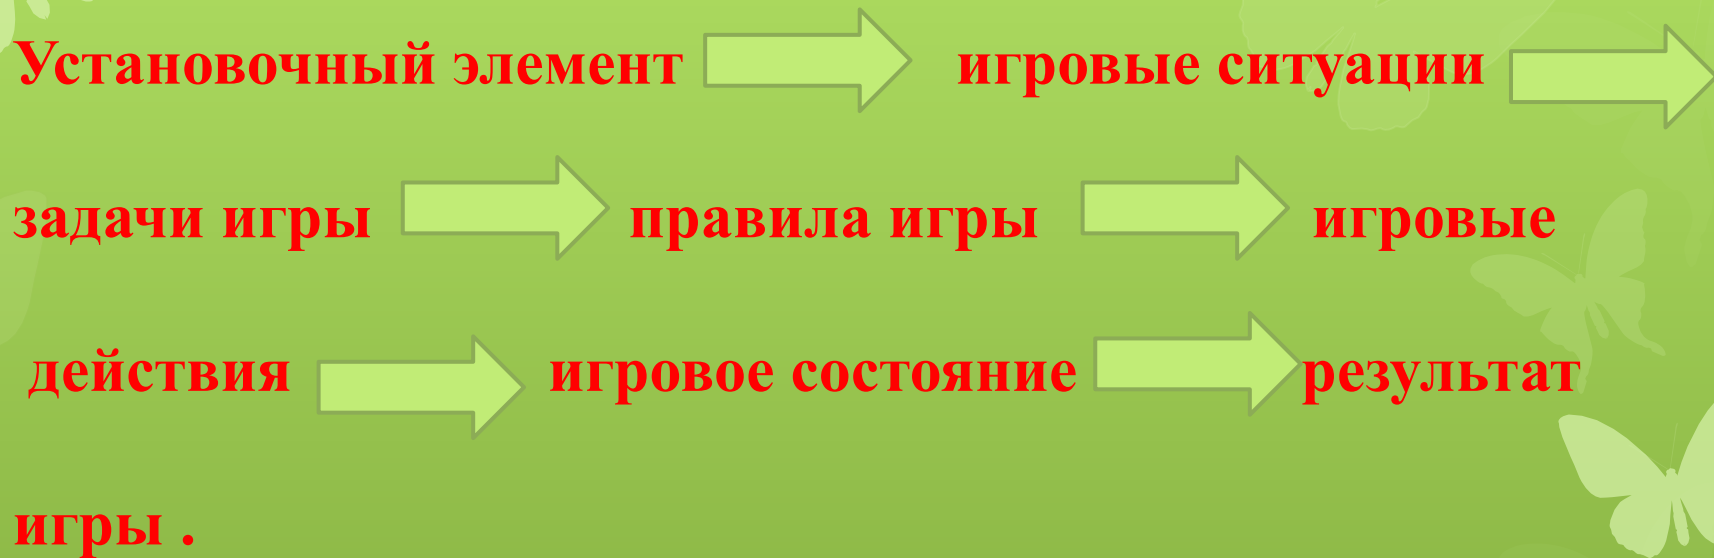 Установочный элемент игровые ситуации
задачи игры правила игры игровые
действия игровое состояние результат
игры .